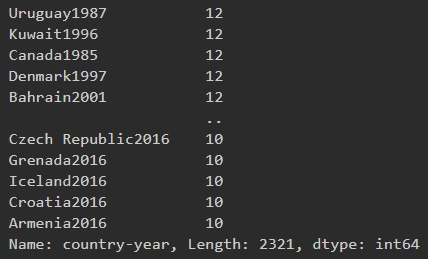 Uruguay1987 12
Kuwait1996 12
Canada1985 12
Denmark1997 12
Bahrain2001 12
..
Czech Republic2016 10
Grenada2016 10
Iceland2016 10
Croatia2016 10
Armenia2016 10
Name: country-year, Length: 2321, dtype: int64